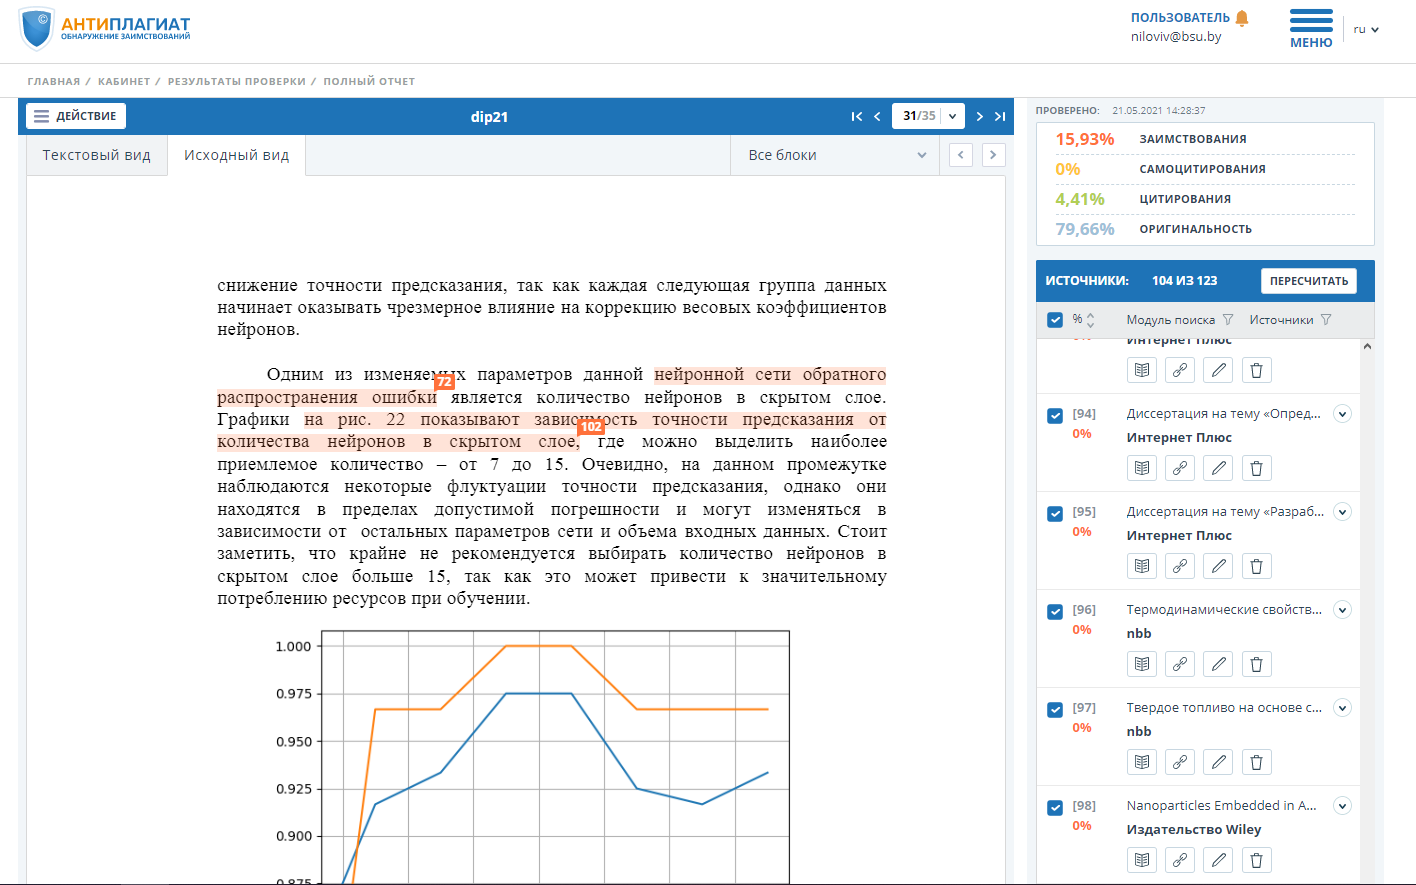 АНТИПЛАГИАТ
ОБНАРУЖЕНИЕ ЗАИМСТВОВАНИЙ
ПОЛЬЗОВАТЕЛЬ
niloviv@bsu.by
МЕНЮ
ru
ГЛАВНАЯ / КАБИНЕТ / РЕЗУЛЬТАТЫ ПРОВЕРКИ / ПОЛНЫЙ ОТЧЕТ
ДЕЙСТВИЕ
dip21
31/35
Текстовый вид
Исходный вид
Все блоки
снижение точности предсказания, так как каждая следующая группа данных
начинает оказывать чрезмерное влияние на коррекцию весовых коэффициентов
нейронов.
Одним из изменяемых параметров данной нейронной сети обратного
распространения ошибки 72 является количество нейронов в скрытом слое.
Графики на рис. 22 показывают зависимость точности предсказания от
количества нейронов в скрытом слое, 102 где можно выделить наиболее
приемлемое количество – от 7 до 15. Очевидно, на данном промежутке
наблюдаются некоторые флуктуации точности предсказания, однако они
находятся в пределах допустимой погрешности и могут изменяться в
зависимости от остальных параметров сети и объема входных данных. Стоит
заметить, что крайне не рекомендуется выбирать количество нейронов в
скрытом слое больше 15, так как это может привести к значительному
потреблению ресурсов при обучении.
1.000
0.975
0.950
0.925
0.900
0.875
ПРОВЕРЕНО: 21.05.2021 14:28:37
15,93% ЗАИМСТВОВАНИЯ
0% САМОЦИТИРОВАНИЯ
4,41% ЦИТИРОВАНИЯ
79,66% ОРИГИНАЛЬНОСТЬ
ИСТОЧНИКИ: 104 ИЗ 123 ПЕРЕСЧИТАТЬ
% Модуль поиска Источники
0% Интернет Плюс
[94] Диссертация на тему «Опред...
0% Интернет Плюс
[95] Диссертация на тему «Разраб...
0% Интернет Плюс
[96] Термодинамические свойств...
0% nbb
[97] Твердое топливо на основе с...
0% nbb
[98] Nanoparticles Embedded in A...
0% Издательство Wiley